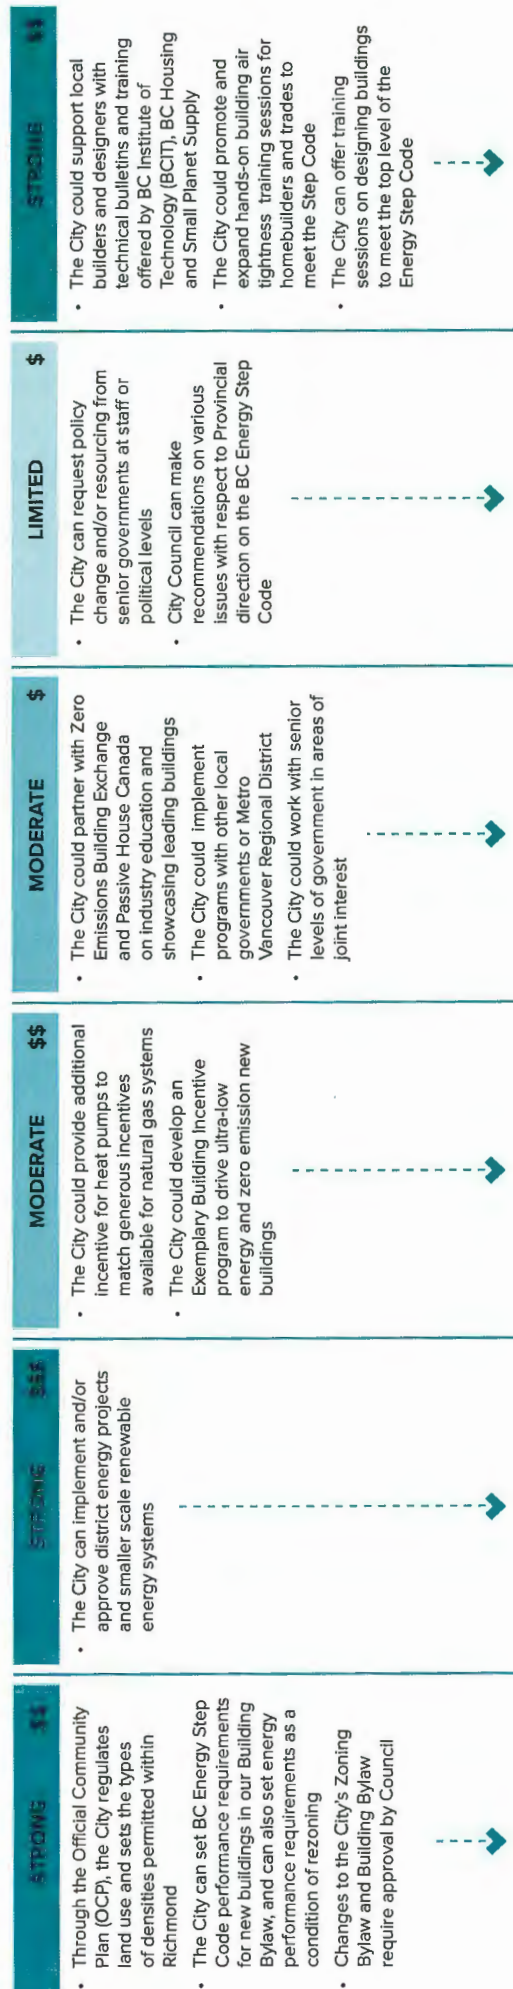 STRONG $$
• Through the Official Community
Plan (OCP), the City regulates
land use and sets the types
of densities permitted within
Richmond
• The City can set BC Energy Step
Code performance requirements
for new buildings in our Building
Bylaw, and can also set energy
performance requirements as a
condition of rezoning
• Changes to the City's Zoning
Bylaw and Building Bylaw
require approval by Council
STRONG $$$
• The City can implement and/or
approve district energy projects
and smaller scale renewable
energy systems
MODERATE $$
• The City could provide additional
incentive for heat pumps to
match generous incentives
available for natural gas systems
• The City could develop an
Exemplary Building Incentive
program to drive ultra-low
energy and zero emission new
buildings
MODERATE $
• The City could partner with Zero
Emissions Building Exchange
and Passive House Canada
on industry education and
showcasing leading buildings
• The City could implement
programs with other local
governments or Metro
Vancouver Regional District
• The City could work with senior
levels of government in areas of
joint interest
LIMITED $
• The City can request policy
change and/or resourcing from
senior governments at staff or
political levels
• City Council can make
recommendations on various
issues with respect to Provincial
direction on the BC Energy Step
Code
STRONG $$
• The City could support local
builders and designers with
technical bulletins and training
offered by BC Institute of
Technology (BCIT), BC Housing
and Small Planet Supply
• The City could promote and
expand hands-on building air
tightness training sessions for
homebuilders and trades to
meet the Step Code
• The City can offer training
sessions on designing buildings
to meet the top level of the
Energy Step Code